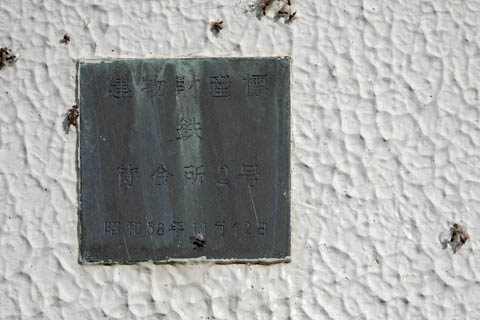 建物財産標
鉄
待合所2号
昭和58年11月12日